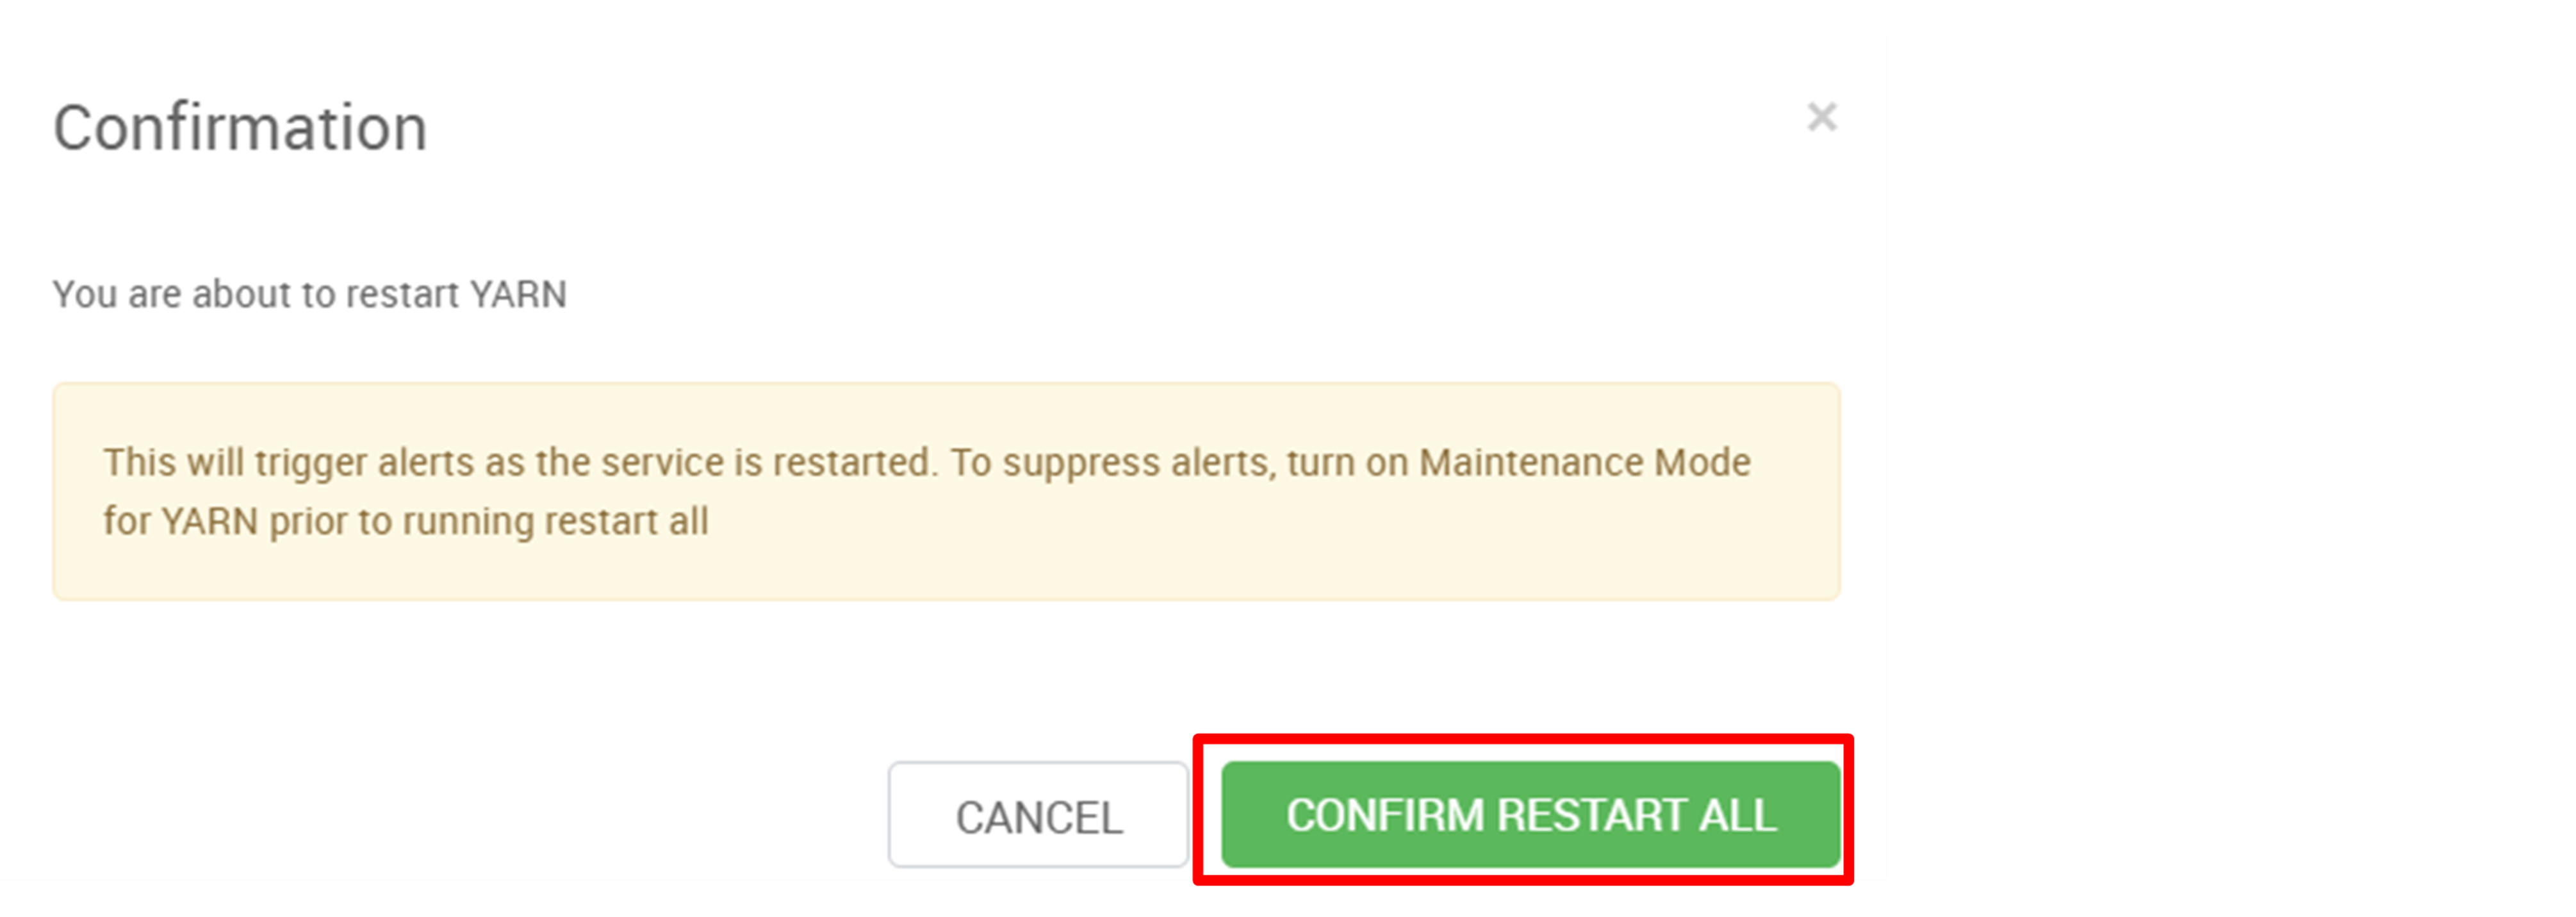 Confirmation
×
You are about to restart YARN
This will trigger alerts as the service is restarted. To suppress alerts, turn on Maintenance Mode
for YARN prior to running restart all
CANCEL
CONFIRM RESTART ALL